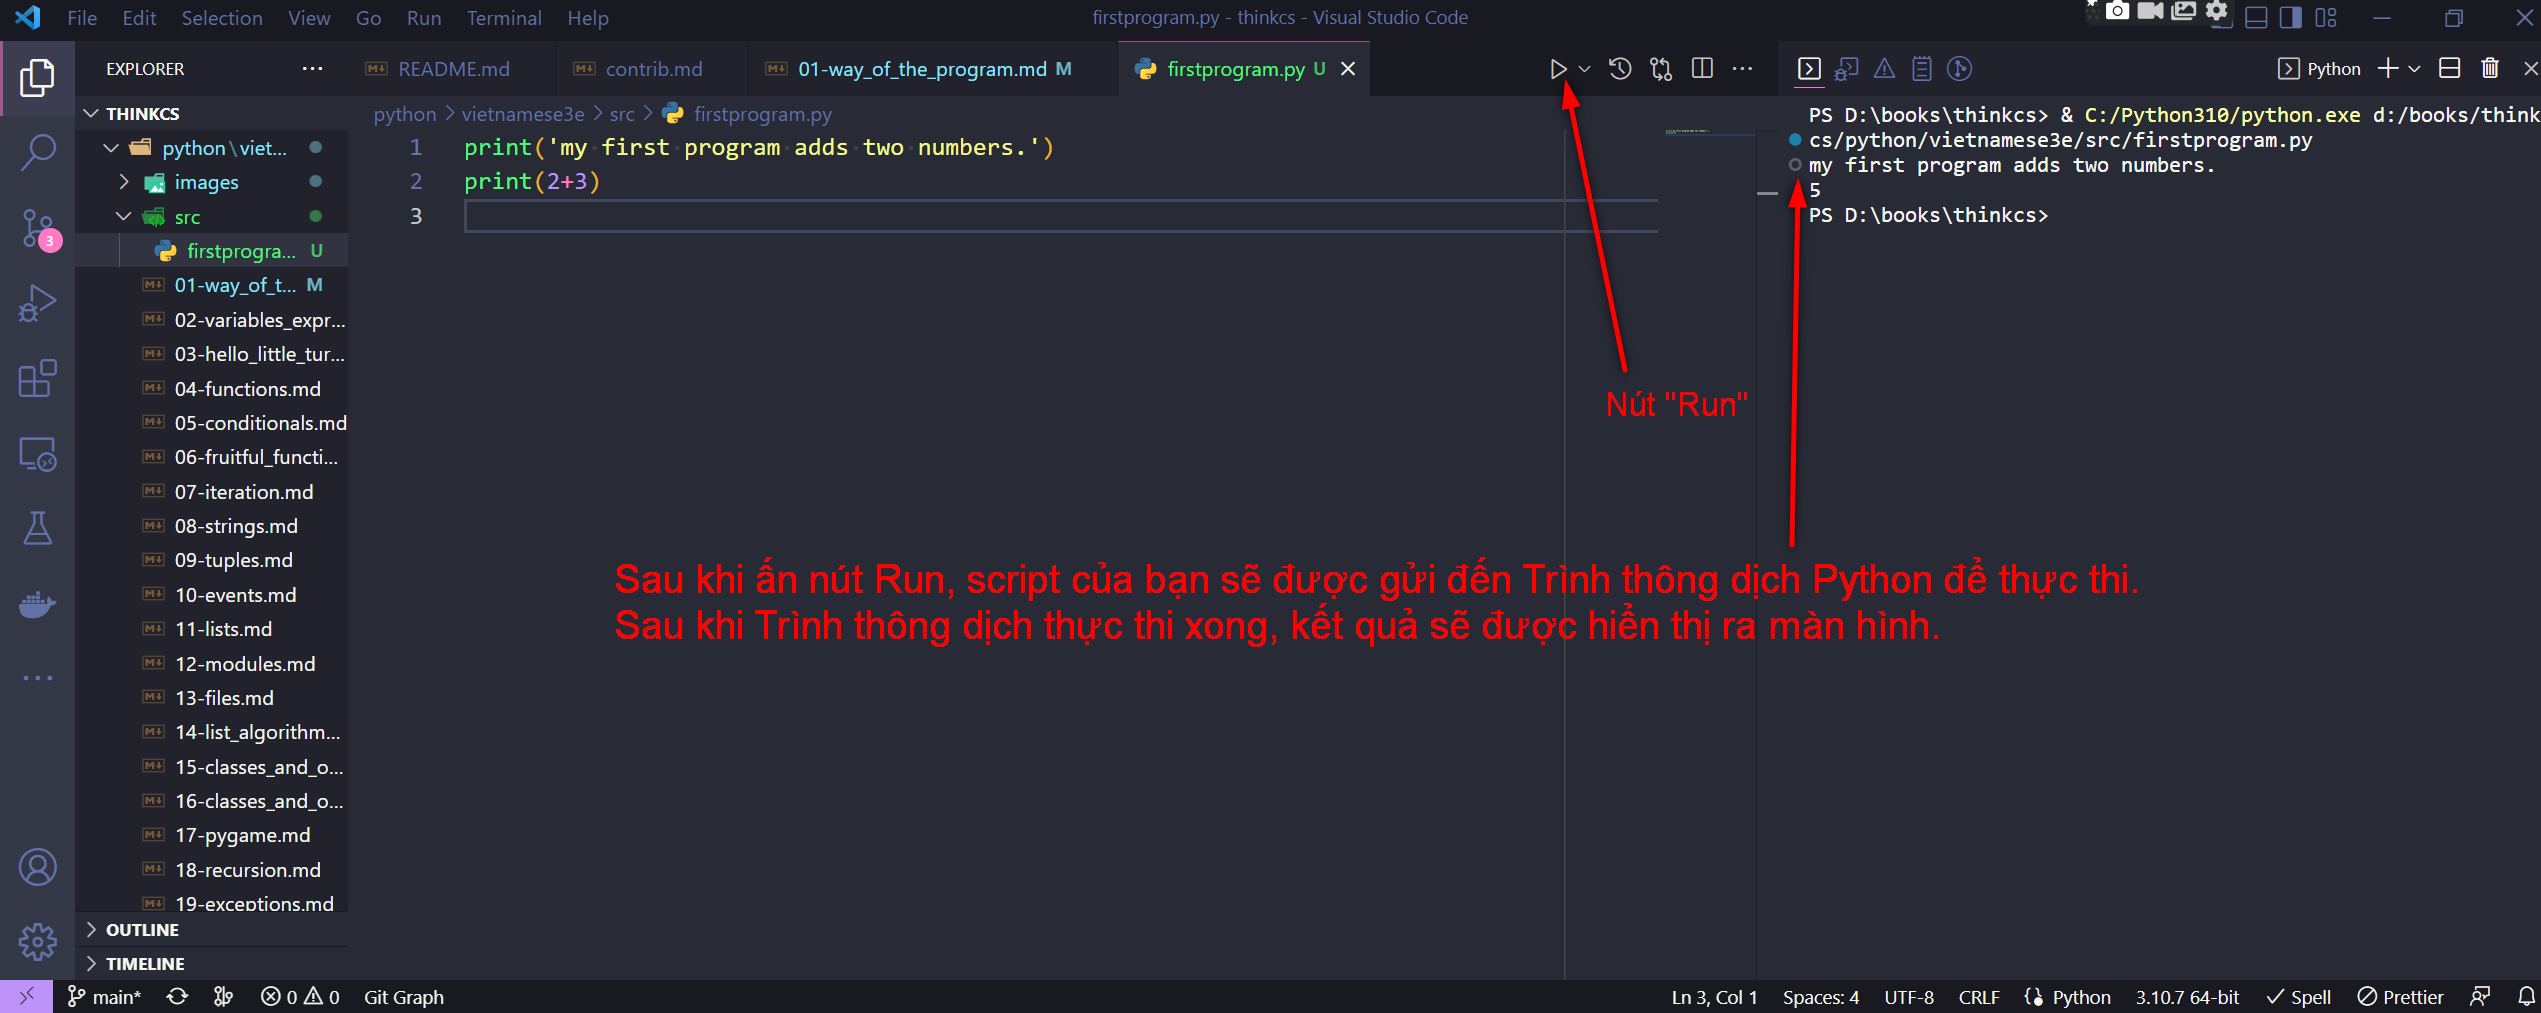 File Edit Selection View Go Run Terminal Help
firstprogram.py - thinkcs - Visual Studio Code
EXPLORER
README.md
contrib.md
01-way_of_the_program.md M
firstprogram.py U
Python
THINKCS
python\viet...
images
src
firstprogra... U
01-way_of_t... M
02-variables_expr...
03-hello_little_tur...
04-functions.md
05-conditionals.md
06-fruitful_functi...
07-iteration.md
08-strings.md
09-tuples.md
10-events.md
11-lists.md
12-modules.md
13-files.md
14-list_algorithm...
15-classes_and_o...
16-classes_and_o...
17-pygame.md
18-recursion.md
19-exceptions.md
OUTLINE
TIMELINE
3
python > vietnamese3e > src > firstprogram.py
1 print('my first program adds two numbers.')
2 print(2+3)
3
PS D:\books\thinkcs> & C:/Python310/python.exe d:/books/think
cs/python/vietnamese3e/src/firstprogram.py
my first program adds two numbers.
5
PS D:\books\thinkcs>
Nút "Run"
Sau khi ấn nút Run, script của bạn sẽ được gửi đến Trình thông dịch Python để thực thi.
Sau khi Trình thông dịch thực thi xong, kết quả sẽ được hiển thị ra màn hình.
main* 0 0 Git Graph
Ln 3, Col 1 Spaces: 4 UTF-8 CRLF Python 3.10.7 64-bit Spell Prettier